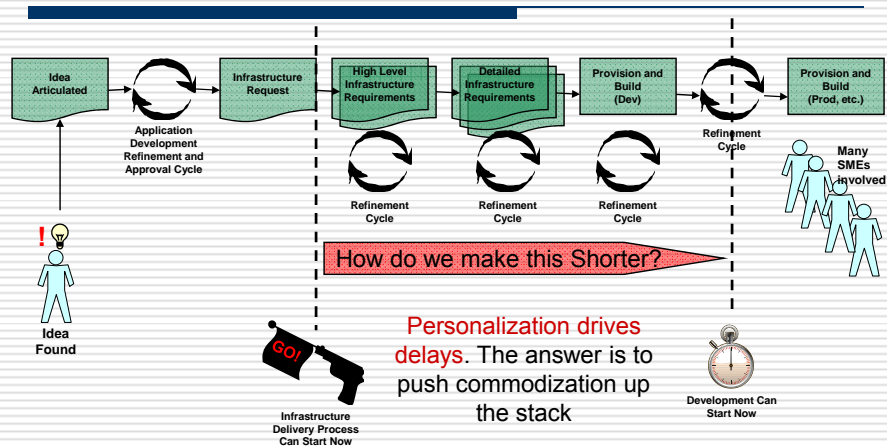 Idea
Articulated
Application
Development
Refinement and
Approval Cycle
Infrastructure
Request
High Level
Infrastructure
Requirements
Detailed
Infrastructure
Requirements
Provision and
Build
(Dev)
Refinement
Cycle
Provision and
Build
(Prod, etc.)
Refinement
Cycle
Refinement
Cycle
Refinement
Cycle
Many
SMEs
involved
!
Idea
Found
How do we make this Shorter?
GO!
Infrastructure
Delivery Process
Can Start Now
Personalization drives
delays. The answer is to
push commodization up
the stack
Development Can
Start Now